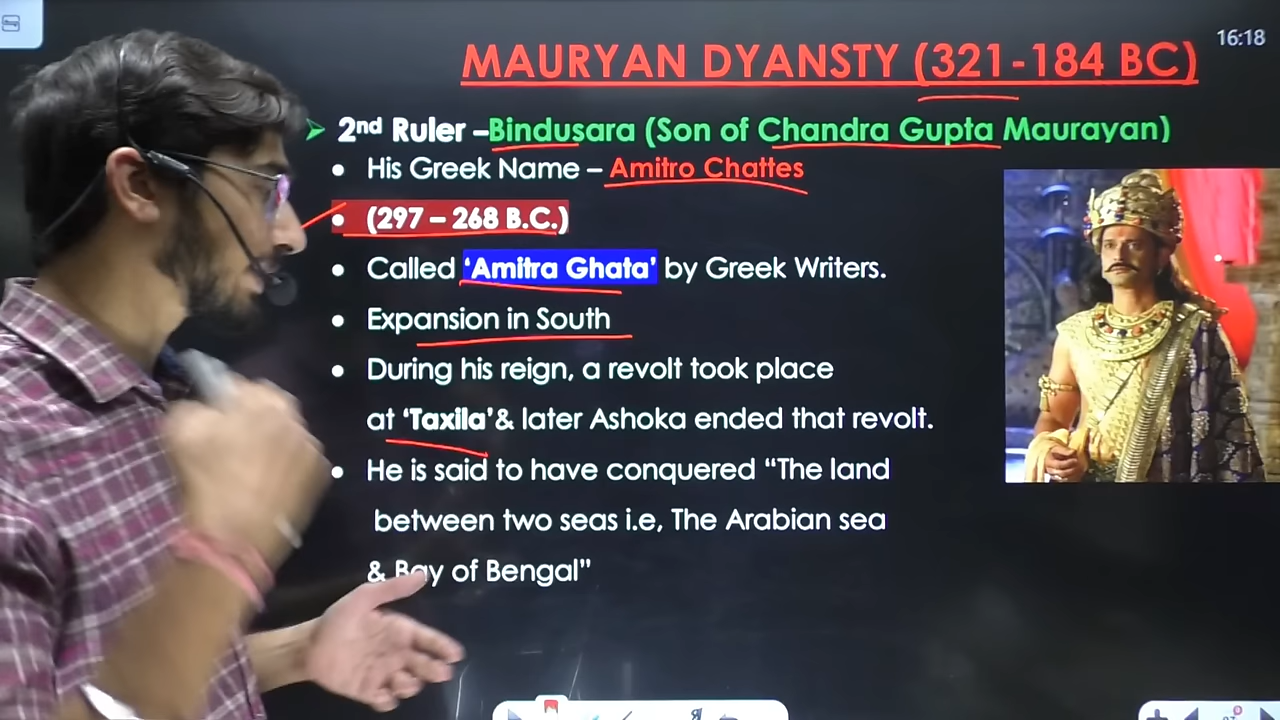 16:18
MAURYAN DYANSTY (321-184 BC)
➤ 2nd Ruler –Bindusara (Son of Chandra Gupta Maurayan)
• His Greek Name – Amitro Chattes
• (297 – 268 B.C.)
• Called ‘Amitra Ghata’ by Greek Writers.
• Expansion in South
• During his reign, a revolt took place
at ‘Taxila’& later Ashoka ended that revolt.
• He is said to have conquered “The land
between two seas i.e, The Arabian sea
& Bay of Bengal”